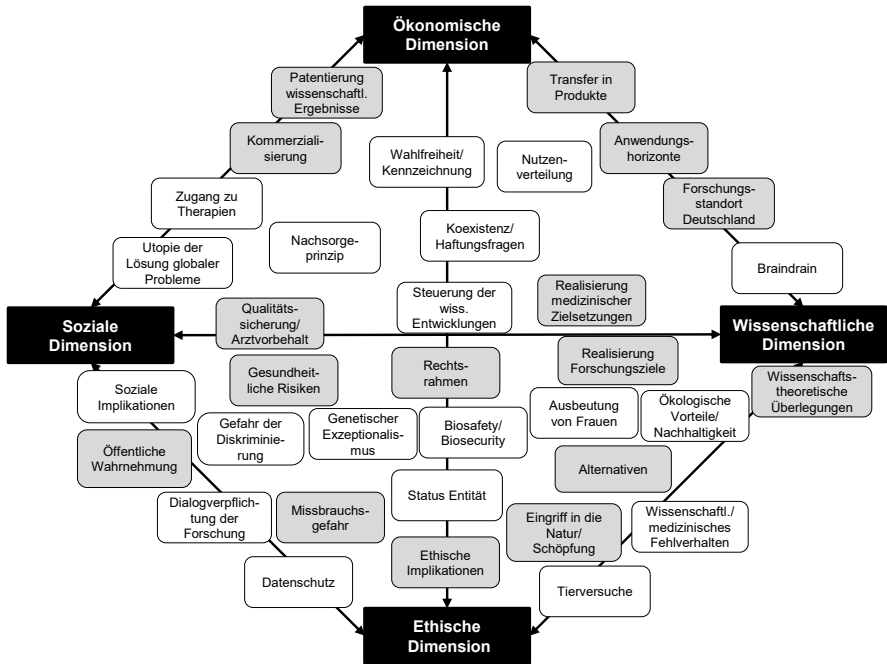 Ökonomische
Dimension
Patentierung
wissenschaftl.
Ergebnisse
Transfer in
Produkte
Kommerziali-
sierung
Wahlfreiheit/
Kennzeichnung
Nutzen-
verteilung
Anwendungs-
horizonte
Zugang zu
Therapien
Forschungs-
standort
Deutschland
Utopie der
Lösung globaler
Probleme
Nachsorge-
prinzip
Koexistenz/
Haftungsfragen
Braindrain
Soziale
Dimension
Qualitäts-
sicherung/
Arztvorbehalt
Steuerung der
wiss.
Entwicklungen
Realisierung
medizinischer
Zielsetzungen
Wissenschaftliche
Dimension
Soziale
Implikationen
Gesundheit-
liche Risiken
Rechts-
rahmen
Realisierung
Forschungsziele
Wissenschafts-
theoretische
Überlegungen
Öffentliche
Wahrnehmung
Gefahr der
Diskriminie-
rung
Genetischer
Exzeptionalis-
mus
Biosafety/
Biosecurity
Ausbeutung
von Frauen
Ökologische
Vorteile/
Nachhaltigkeit
Alternativen
Dialogverpflich-
tung der
Forschung
Missbrauchs-
gefahr
Status Entität
Eingriff in die
Natur/
Schöpfung
Wissenschaftl./
medizinisches
Fehlverhalten
Datenschutz
Ethische
Implikationen
Tierversuche
Ethische
Dimension